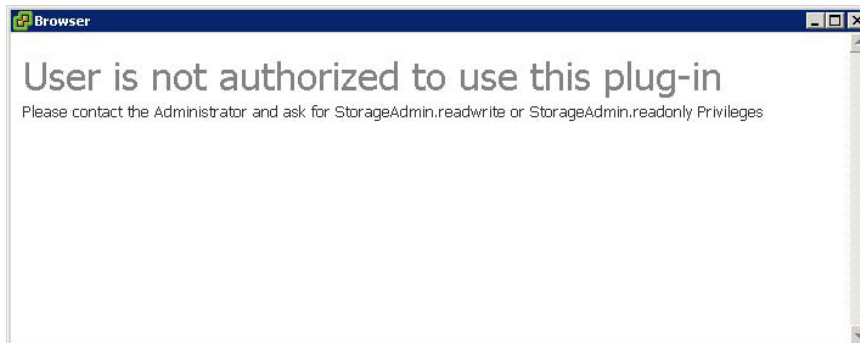 Browser
User is not authorized to use this plug-in
Please contact the Administrator and ask for StorageAdmin.readwrite or StorageAdmin.readonly Privileges